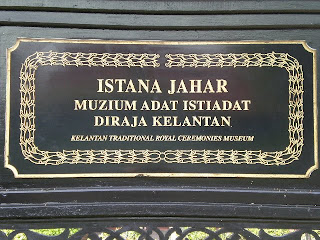 ISTANA JAHAR
MUZIUM ADAT ISTIADAT
DIRAJA KELANTAN
KELANTAN TRADITIONAL ROYAL CEREMONIES MUSEUM